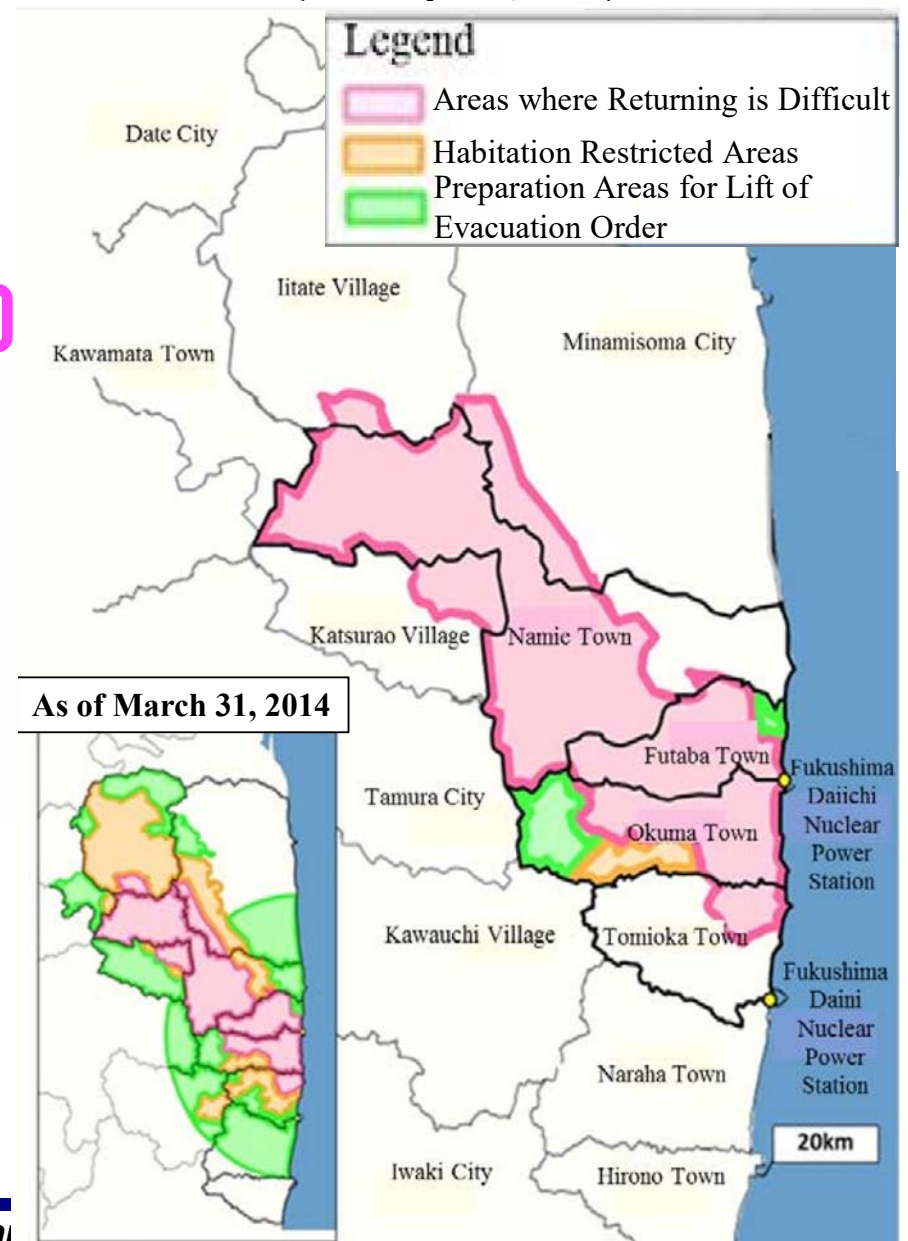 Legend
Areas where Returning is Difficult
Habitation Restricted Areas
Preparation Areas for Lift of
Evacuation Order
Date City
Iitate Village
Minamisoma City
Kawamata Town
Katsurao Village
Namie Town
As of March 31, 2014
Futaba Town
Fukushima
Daiichi
Nuclear
Power
Station
Tamura City
Okuma Town
Kawauchi Village
Tomioka Town
Fukushima
Daini
Nuclear
Power
Station
Naraha Town
20km
Iwaki City
Hirono Town